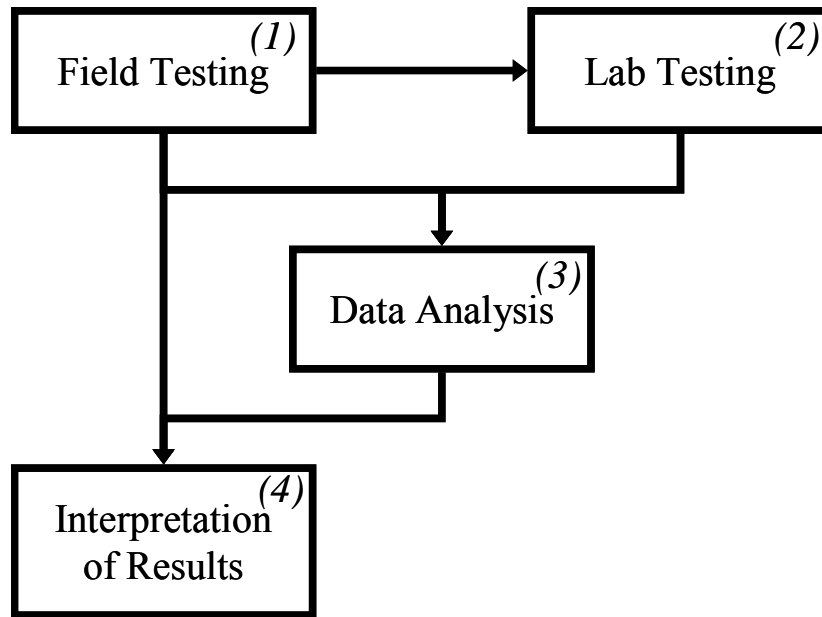 (1)
Field Testing
(2)
Lab Testing
(3)
Data Analysis
(4)
Interpretation
of Results